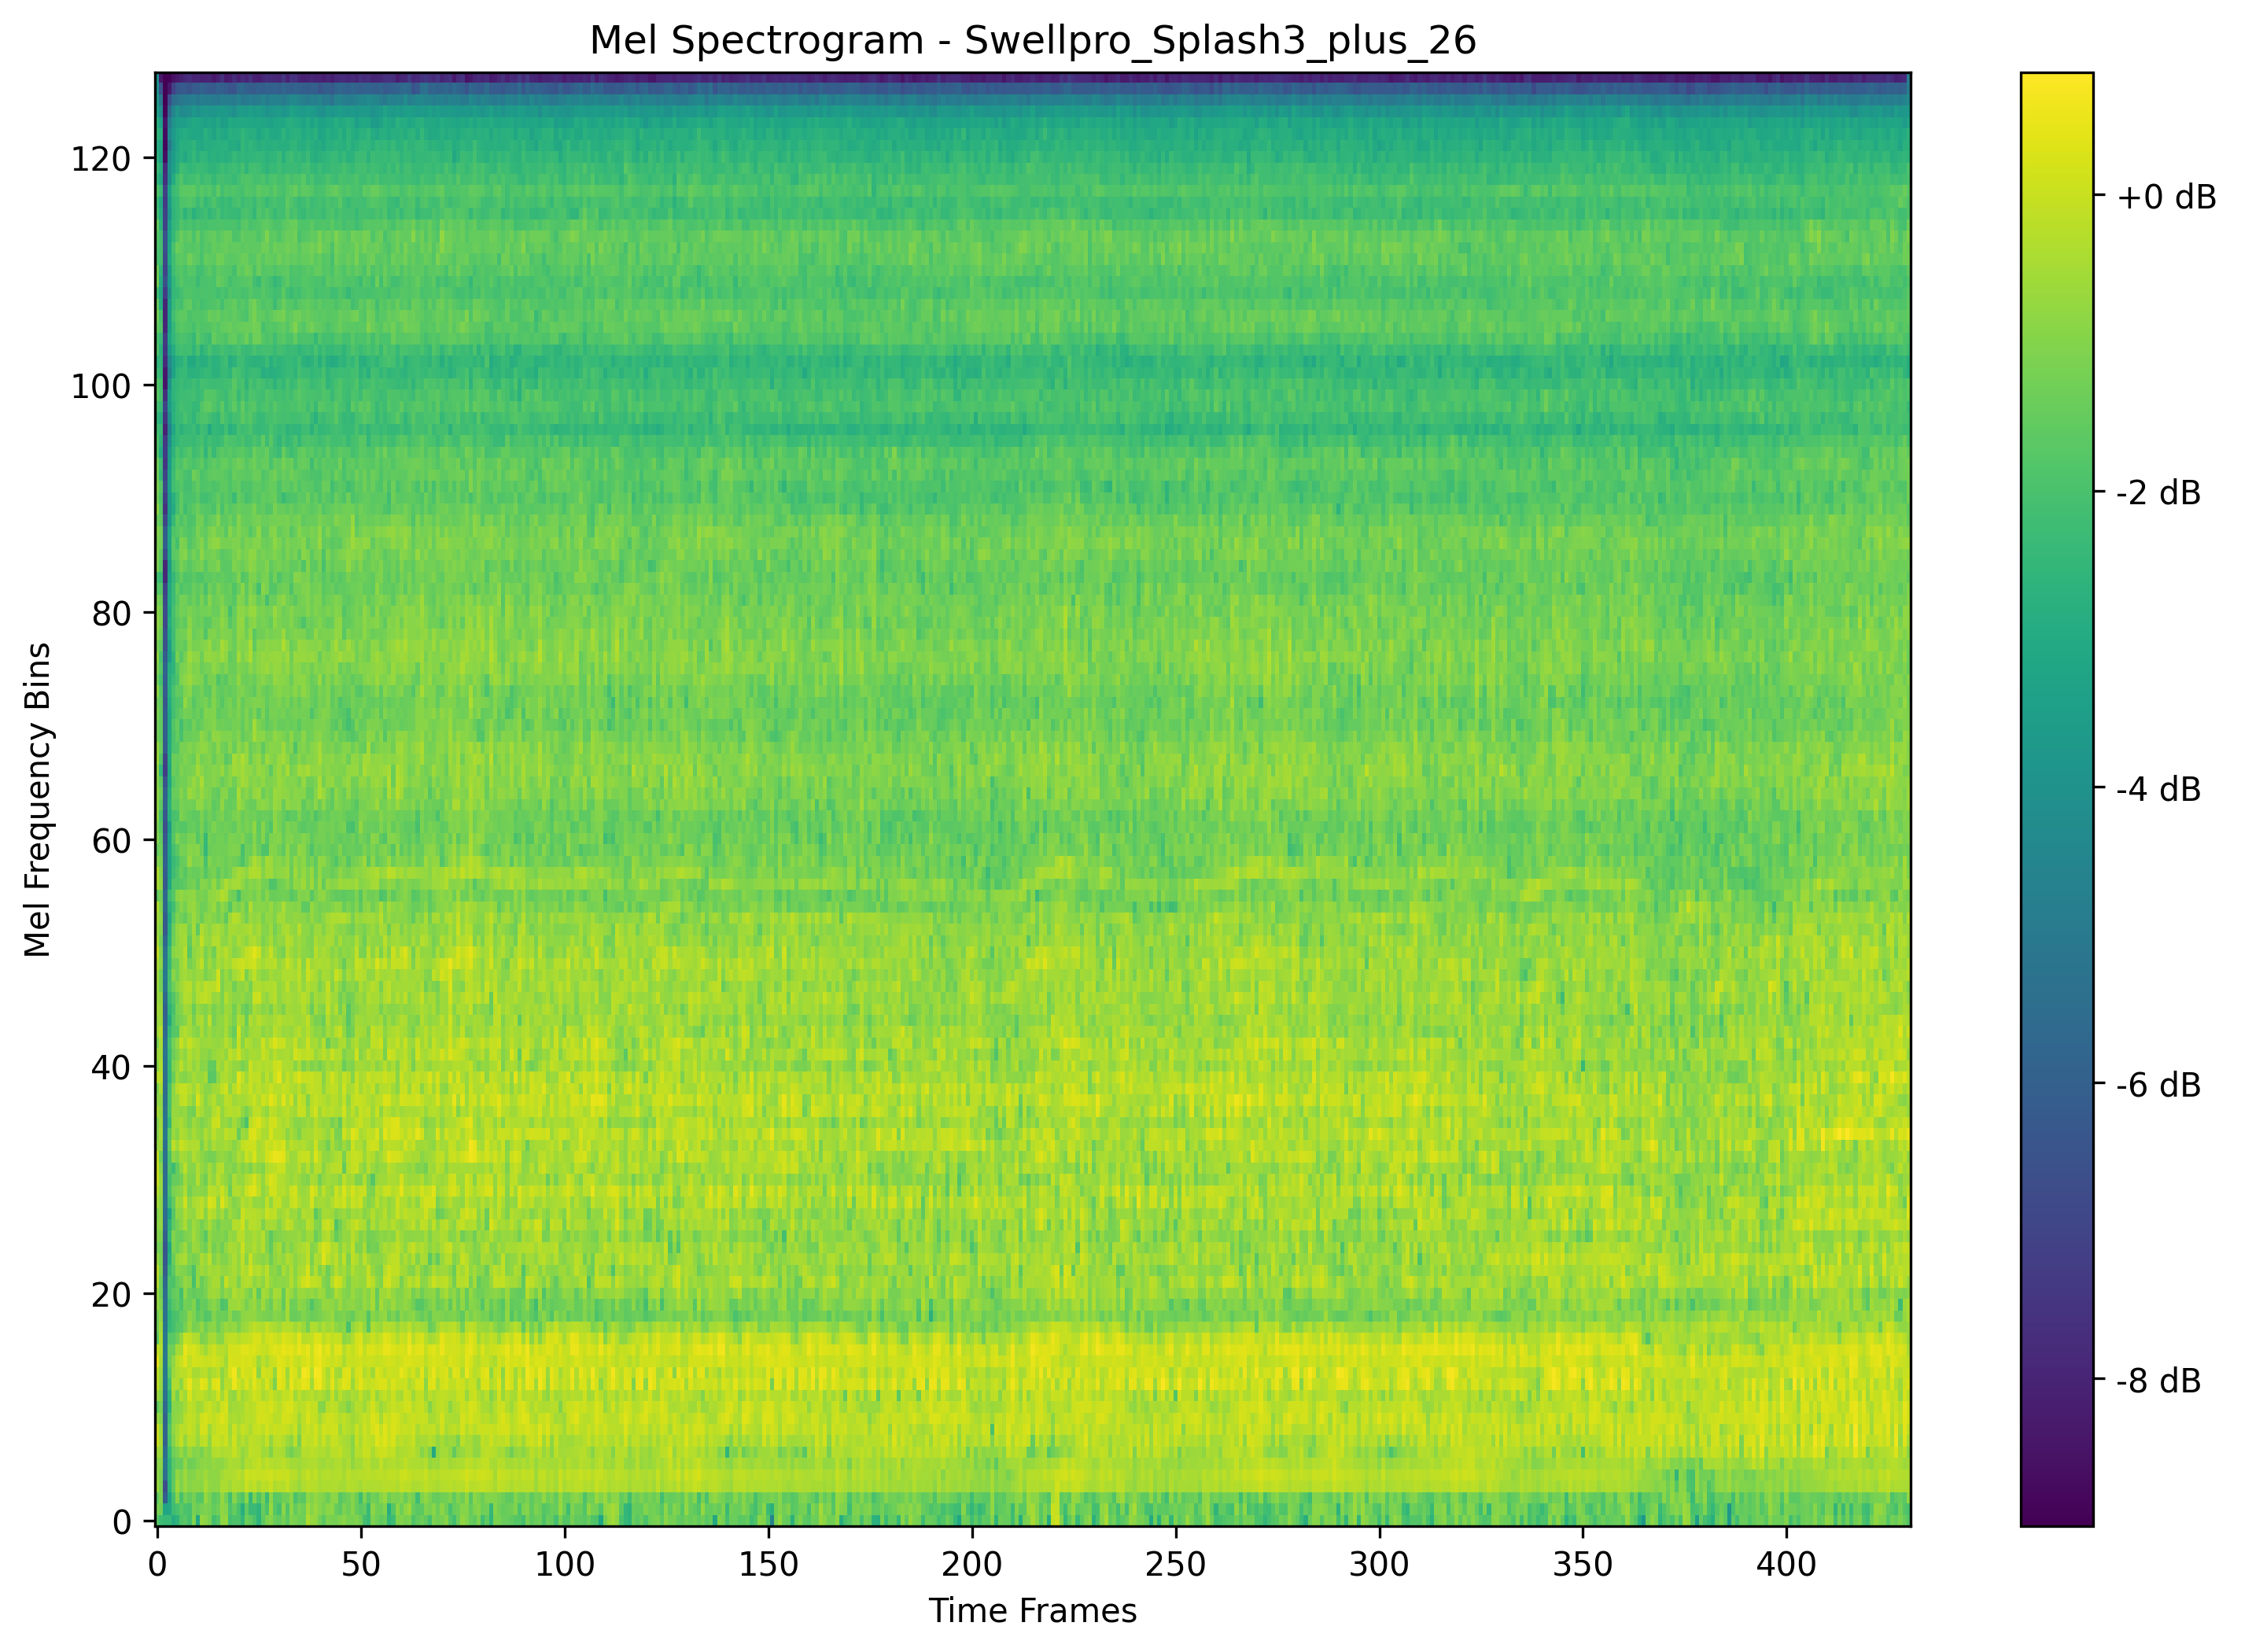 Mel Spectrogram - Swellpro_Splash3_plus_26
Mel Frequency Bins
120
100
80
60
40
20
0
0 50 100 150 200 250 300 350 400
Time Frames
+0 dB
-2 dB
-4 dB
-6 dB
-8 dB